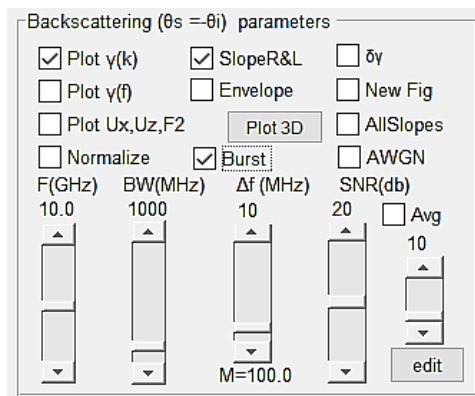 Backscattering (θs =-θi) parameters
Plot γ(k) SlopeR&L δγ
Plot γ(f) Envelope New Fig
Plot Ux,Uz,F2 Plot 3D AllSlopes
Normalize Burst AWGN
F(GHz) BW(MHz) Δf (MHz) SNR(db)
10.0 1000 10 20 Avg
10
edit
M=100.0